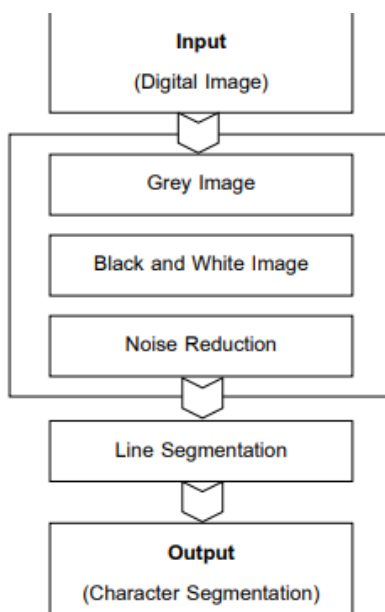 Input
(Digital Image)
Grey Image
Black and White Image
Noise Reduction
Line Segmentation
Output
(Character Segmentation)